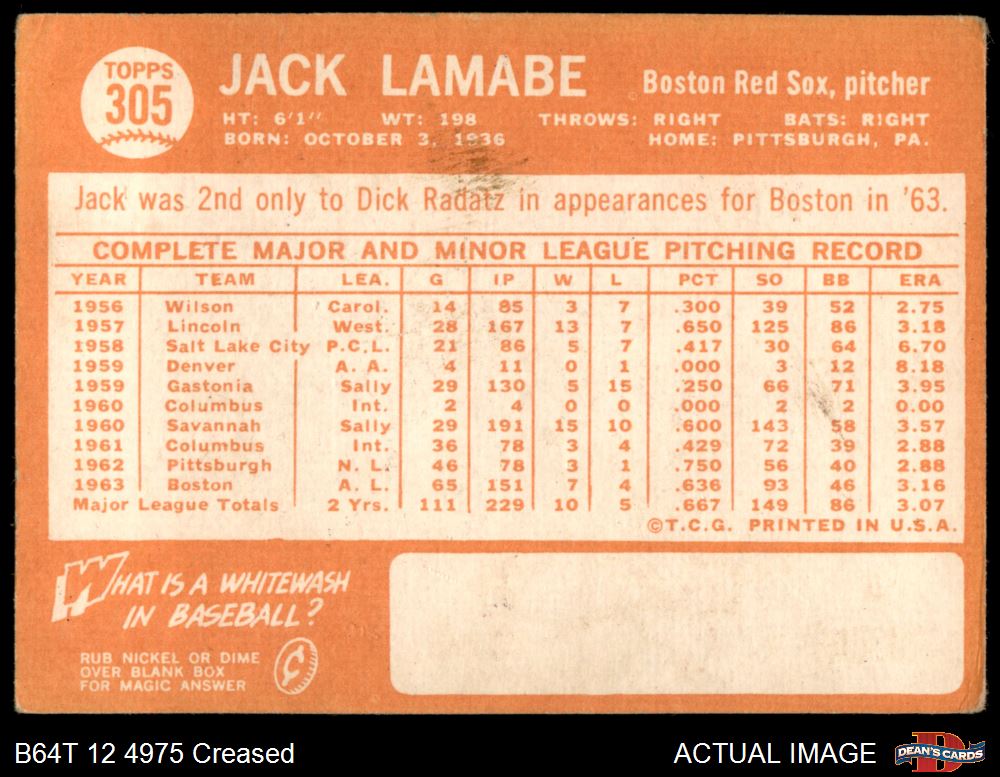 TOPPS
305
JACK LAMABE
Boston Red Sox, pitcher
HT: 6'1" WT: 198 THROWS: RIGHT BATS: RIGHT
BORN: OCTOBER 3, 1936 HOME: PITTSBURGH, PA.
Jack was 2nd only to Dick Radatz in appearances for Boston in '63.
COMPLETE MAJOR AND MINOR LEAGUE PITCHING RECORD
YEAR TEAM LEA. G IP W L PCT SO BB ERA
1956 Wilson Carol. 14 85 3 7 .300 39 52 2.75
1957 Lincoln West. 28 167 13 7 .650 125 86 3.18
1958 Salt Lake City P.C.L. 21 86 5 7 .417 30 64 6.70
1959 Denver A. A. 4 11 0 1 .000 3 12 8.18
1959 Gastonia Sally 29 130 5 15 .250 66 71 3.95
1960 Columbus Int. 2 4 0 0 .000 2 2 0.00
1960 Savannah Sally 29 191 15 10 .600 143 58 3.57
1961 Columbus Int. 36 78 3 4 .429 72 39 2.88
1962 Pittsburgh N. L. 46 78 3 1 .750 56 40 2.88
1963 Boston A. L. 65 151 7 4 .636 93 46 3.16
Major League Totals 2 Yrs. 111 229 10 5 .667 149 86 3.07
©T.C.G. PRINTED IN U.S.A.
WHAT IS A WHITEWASH
IN BASEBALL?
RUB NICKEL OR DIME
OVER BLANK BOX
FOR MAGIC ANSWER
¢
B64T 12 4975 Creased
ACTUAL IMAGE
DEAN'S CARDS